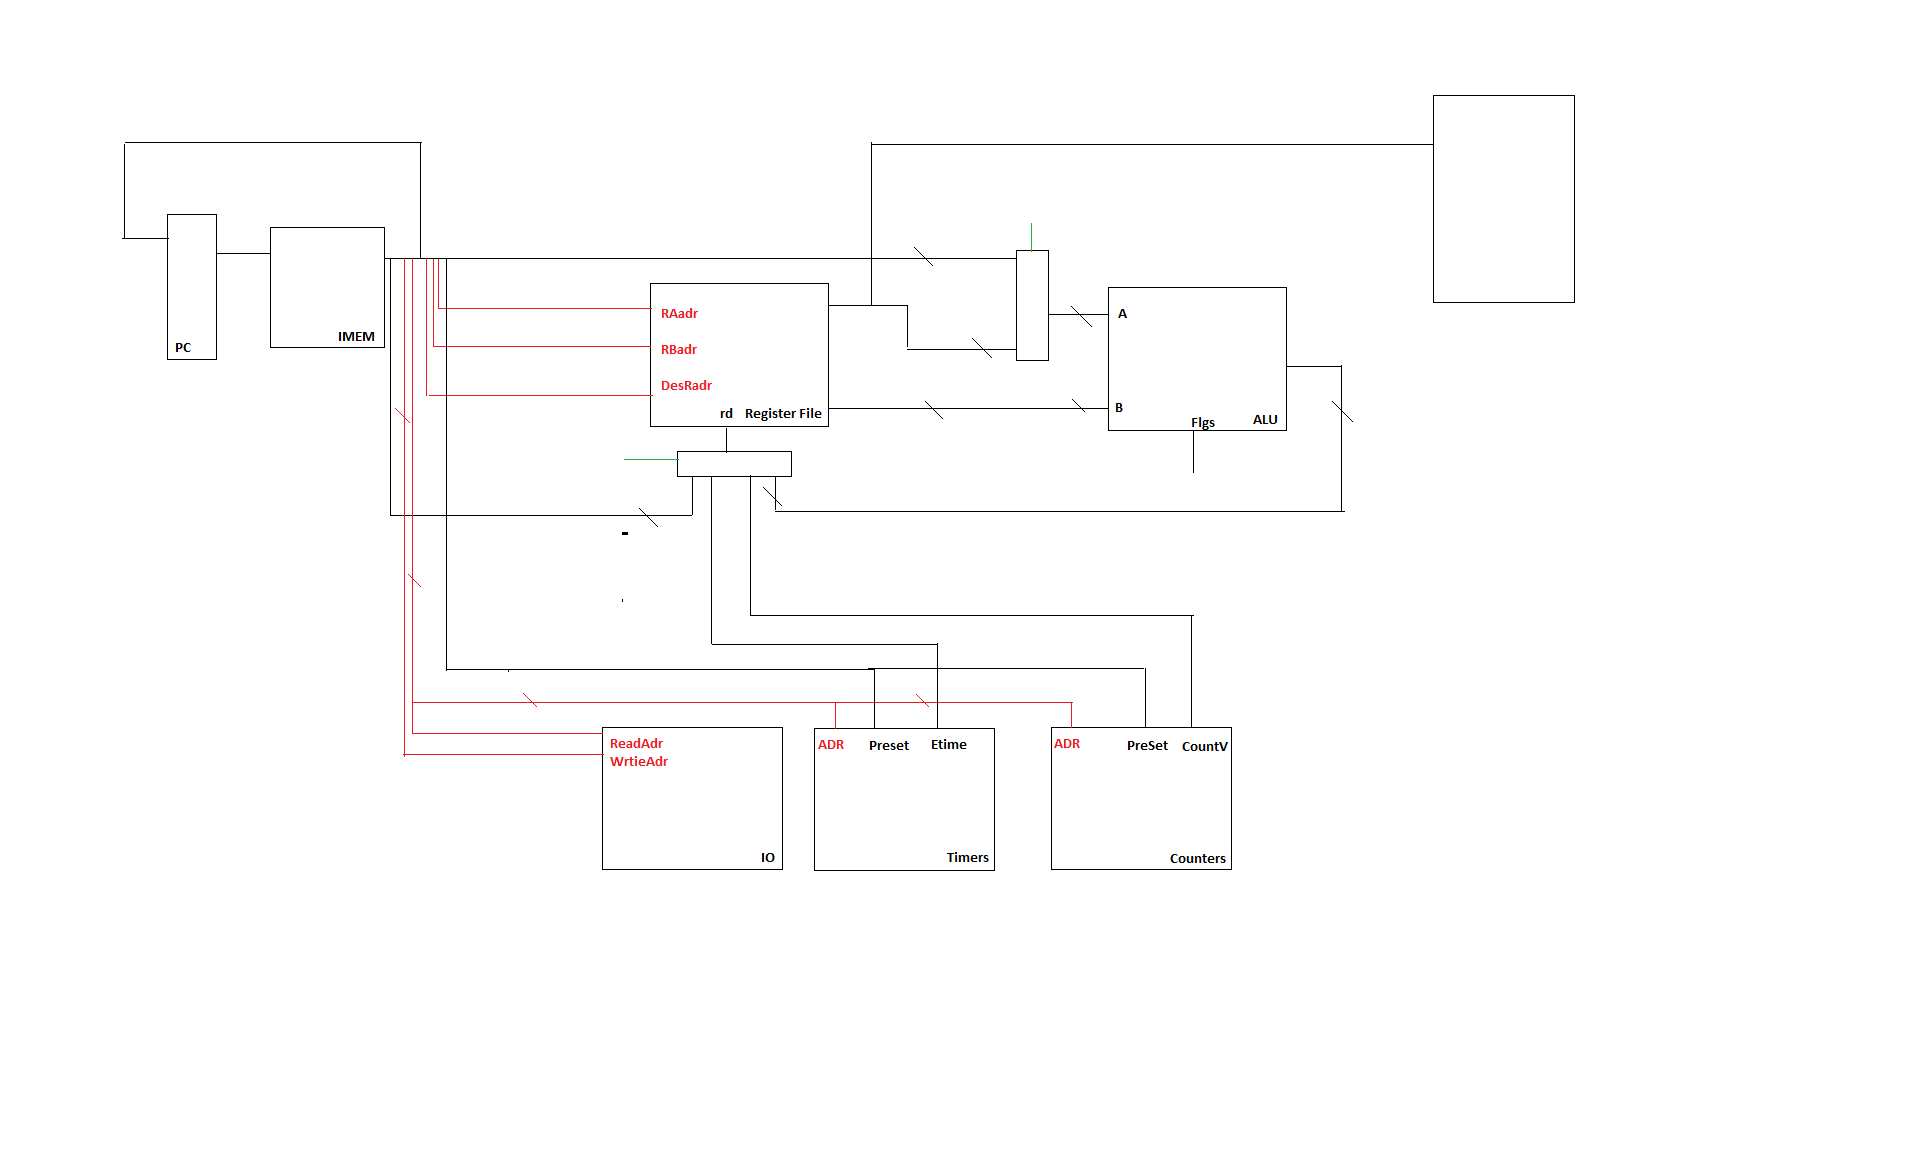 PC
IMEM
RAadr
RBadr
DesRadr
rd Register File
A
B
Flgs ALU
ReadAdr
WrtieAdr
IO
ADR Preset Etime
Timers
ADR PreSet CountV
Counters